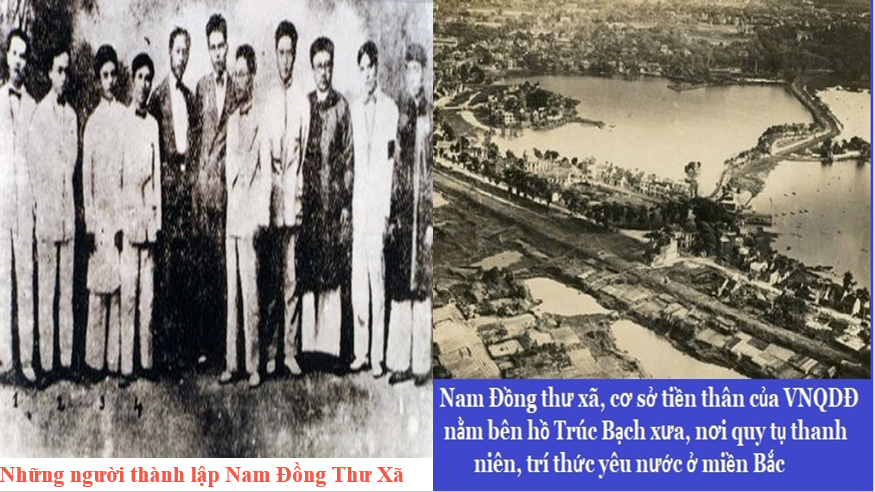 1 2 3 4
Những người thành lập Nam Đồng Thư Xã
Nam Đồng thư xã, cơ sở tiền thân của VNQDĐ
nằm bên hồ Trúc Bạch xưa, nơi quy tụ thanh
niên, trí thức yêu nước ở miền Bắc